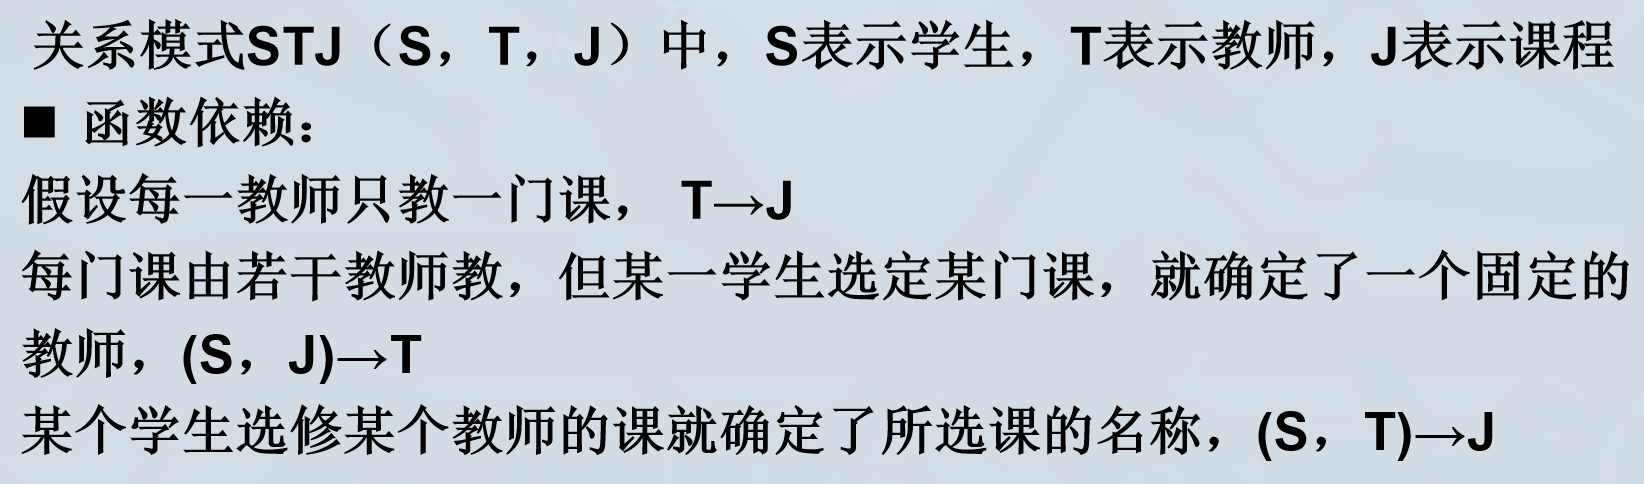 关系模式STJ（S，T，J）中，S表示学生，T表示教师，J表示课程
■ 函数依赖：
假设每一教师只教一门课， T→J
每门课由若干教师教，但某一学生选定某门课，就确定了一个固定的
教师，(S，J)→T
某个学生选修某个教师的课就确定了所选课的名称，(S，T)→J